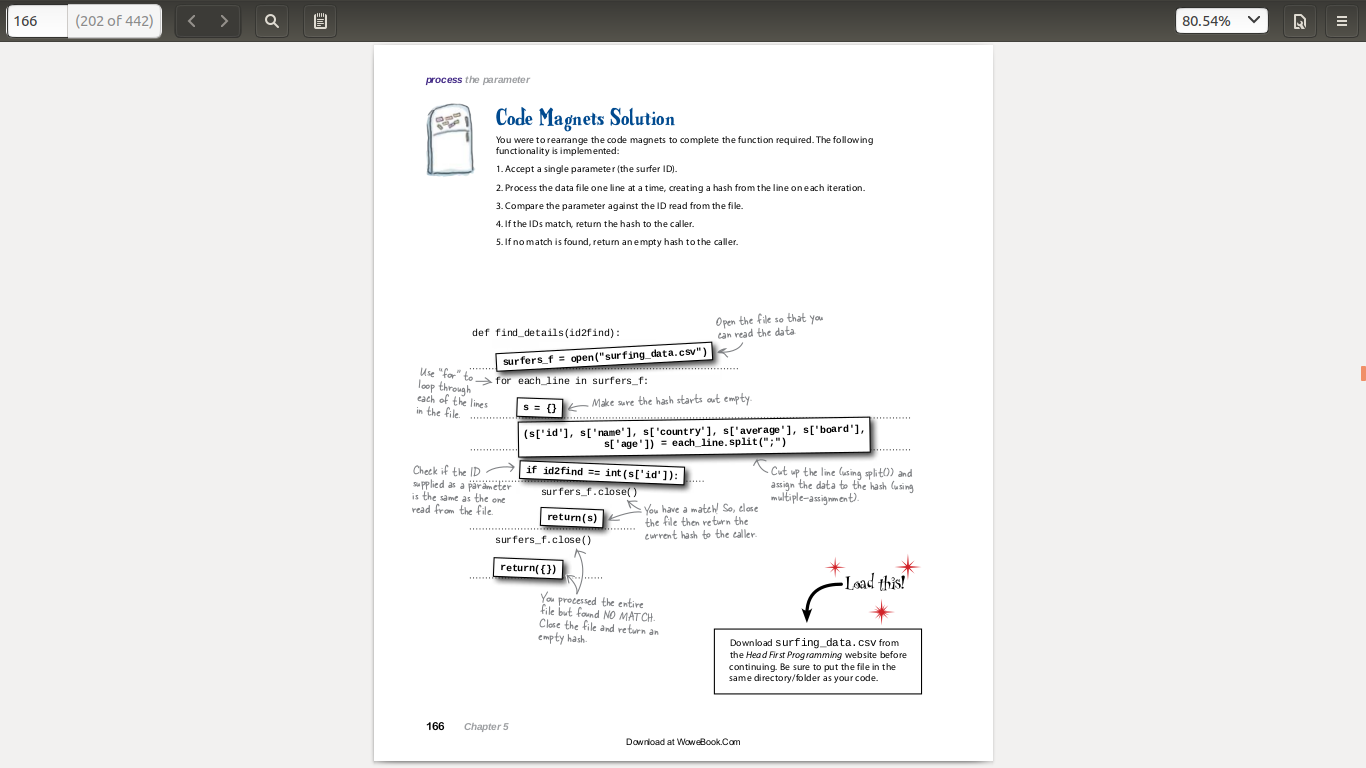 166 (202 of 442)
80.54%
process the parameter
Code Magnets Solution
You were to rearrange the code magnets to complete the function required. The following
functionality is implemented:
1. Accept a single parameter (the surfer ID).
2. Process the data file one line at a time, creating a hash from the line on each iteration.
3. Compare the parameter against the ID read from the file.
4. If the IDs match, return the hash to the caller.
5. If no match is found, return an empty hash to the caller.
Open the file so that you
can read the data
def find_details(id2find):
surfers_f = open("surfing_data.csv")
Use "for" to
loop through
each of the lines
in the file.
for each_line in surfers_f:
s = {}
Make sure the hash starts out empty.
(s['id'], s['name'], s['country'], s['average'], s['board'],
s['age']) = each_line.split(";")
Check if the ID
supplied as a parameter
is the same as the one
read from the file.
if id2find == int(s['id']):
Cut up the line (using split()) and
assign the data to the hash (using
multiple-assignment).
surfers_f.close()
return(s)
You have a match! So, close
the file then return the
current hash to the caller.
surfers_f.close()
return({})
You processed the entire
file but found NO MATCH.
Close the file and return an
empty hash.
Load this!
Download surfing_data.csv from
the Head First Programming website before
continuing. Be sure to put the file in the
same directory/folder as your code.
166 Chapter 5
Download at WoweBook.Com